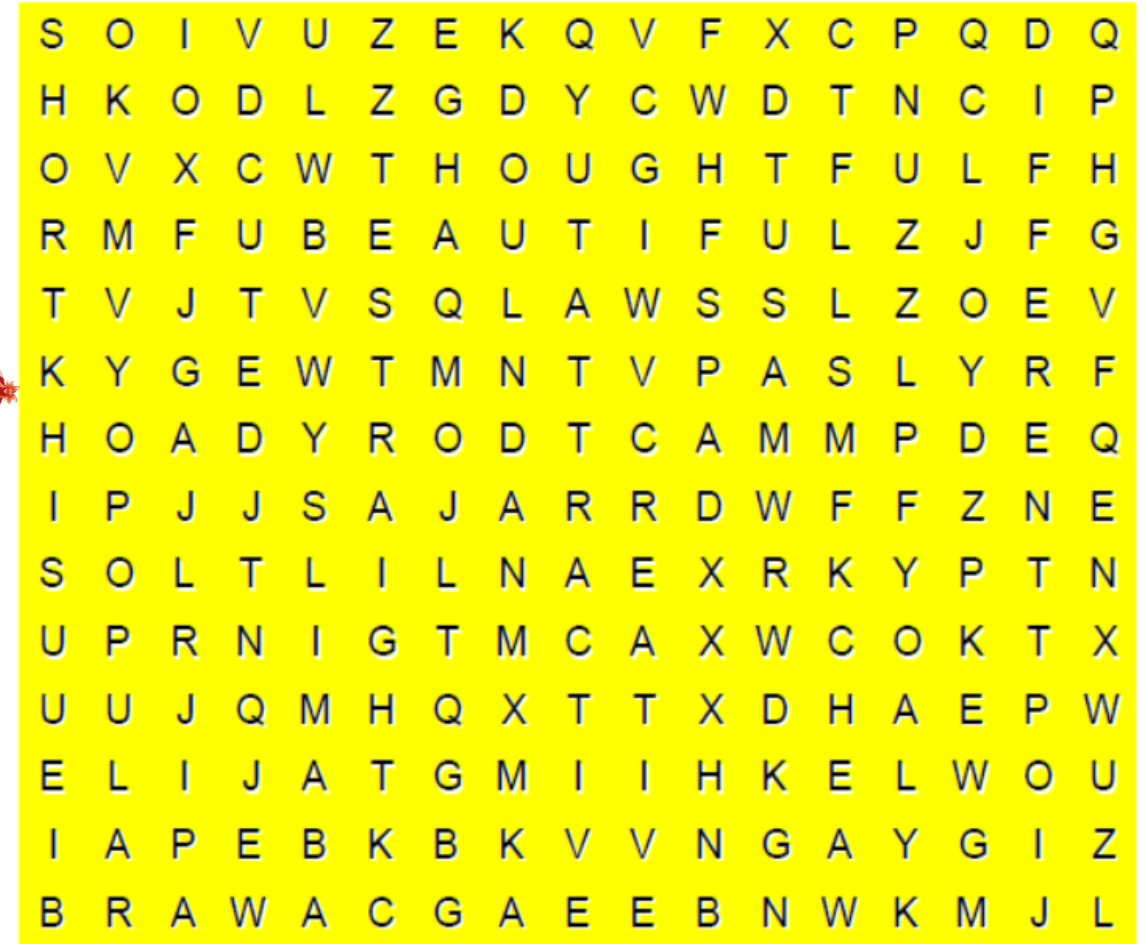 S O I V U Z E K Q V F X C P Q D Q
H K O D L Z G D Y C W D T N C I P
O V X C W T H O U G H T F U L F H
R M F U B E A U T I F U L Z J F G
T V J T V S Q L A W S S L Z O E V
K Y G E W T M N T V P A S L Y R F
H O A D Y R O D T C A M M P D E Q
I P J J S A J A R R D W F F Z N E
S O L T L I L N A E X R K Y P T N
U P R N I G T M C A X W C O K T X
U U J Q M H Q X T T X D H A E P W
E L I J A T G M I I H K E L W O U
I A P E B K B K V V N G A Y G I Z
B R A W A C G A E E B N W K M J L